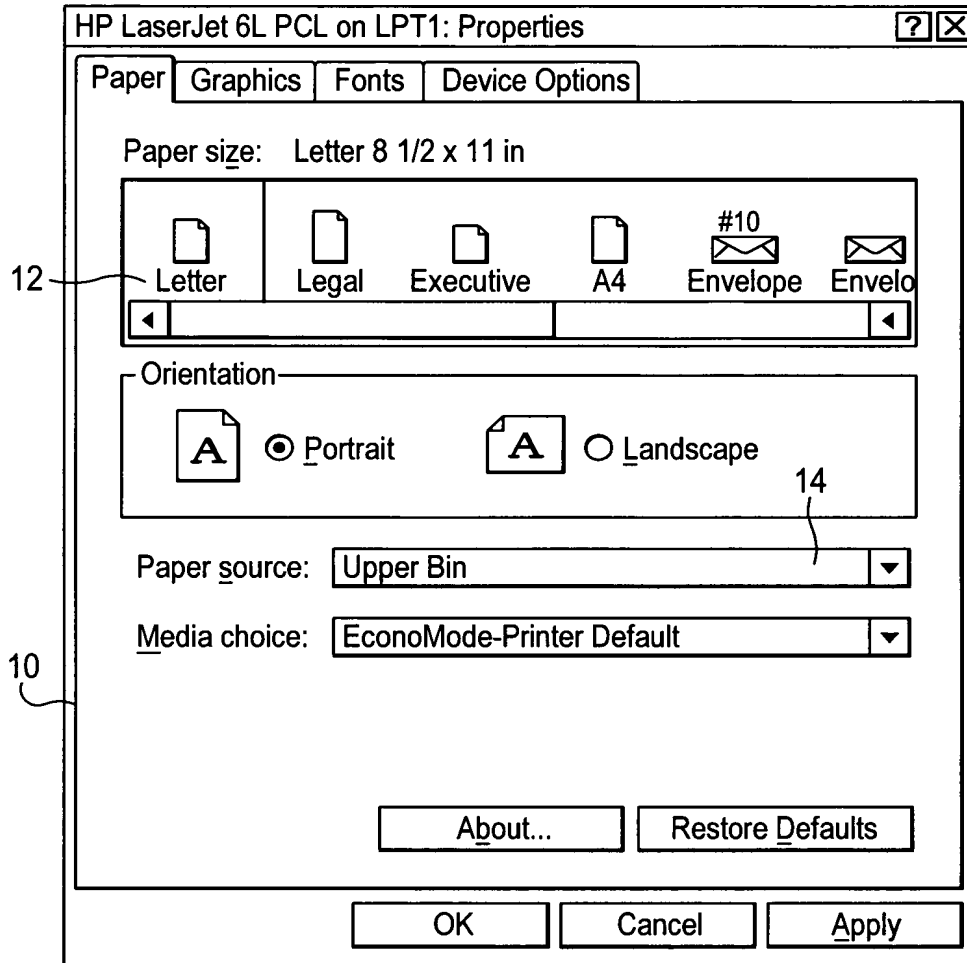 HP LaserJet 6L PCL on LPT1: Properties ? X
Paper Graphics Fonts Device Options
Paper size: Letter 8 1/2 x 11 in
#10
12 Letter Legal Executive A4 Envelope Envelo
Orientation
A Portrait A Landscape
14
Paper source: Upper Bin
Media choice: EconoMode-Printer Default
10
About... Restore Defaults
OK Cancel Apply